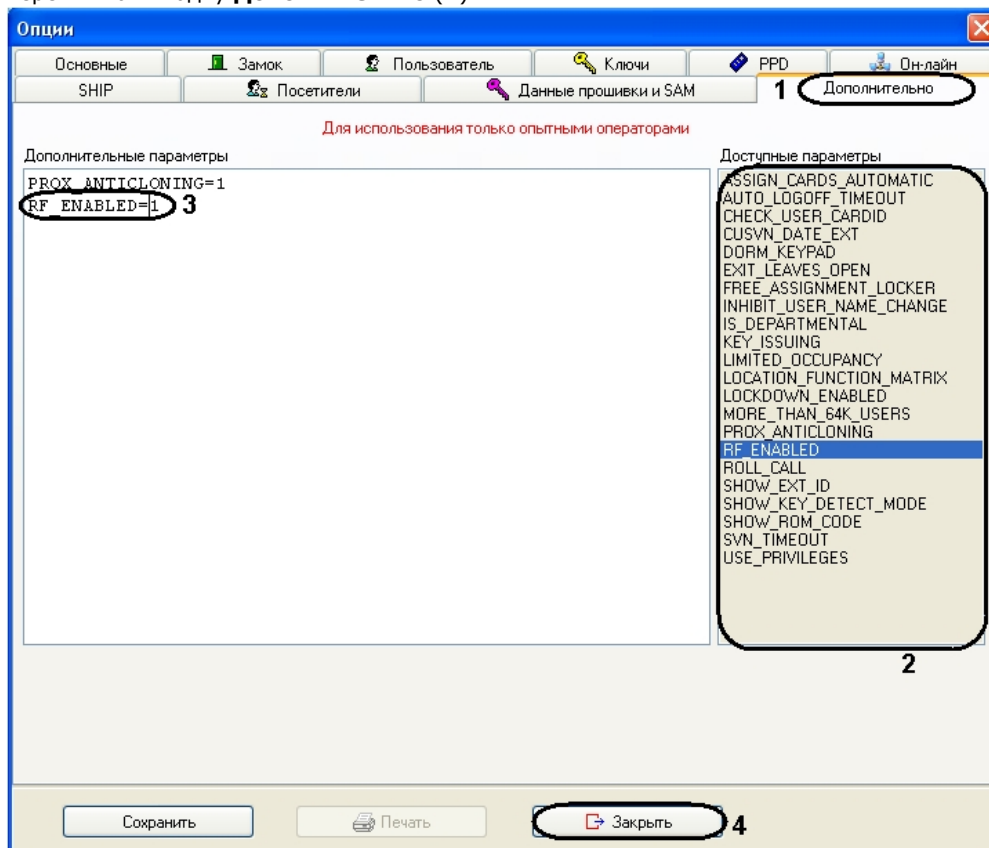 Опции
Основные Замок Пользователь Ключи PPD Он-лайн
SHIP Посетители Данные прошивки и SAM 1 Дополнительно
Для использования только опытными операторами
Дополнительные параметры
PROX_ANTICLONING=1
RF_ENABLED=1 3
Доступные параметры
ASSIGN_CARDS_AUTOMATIC
AUTO_LOGOFF_TIMEOUT
CHECK_USER_CARDID
CUSVN_DATE_EXT
DORM_KEYPAD
EXIT_LEAVES_OPEN
FREE_ASSIGNMENT_LOCKER
INHIBIT_USER_NAME_CHANGE
IS_DEPARTMENTAL
KEY_ISSUING
LIMITED_OCCUPANCY
LOCATION_FUNCTION_MATRIX
LOCKDOWN_ENABLED
MORE_THAN_64K_USERS
PROX_ANTICLONING
RF_ENABLED
ROLL_CALL
SHOW_EXT_ID
SHOW_KEY_DETECT_MODE
SHOW_ROM_CODE
SVN_TIMEOUT
USE_PRIVILEGES
2
Сохранить Печать Закрыть 4